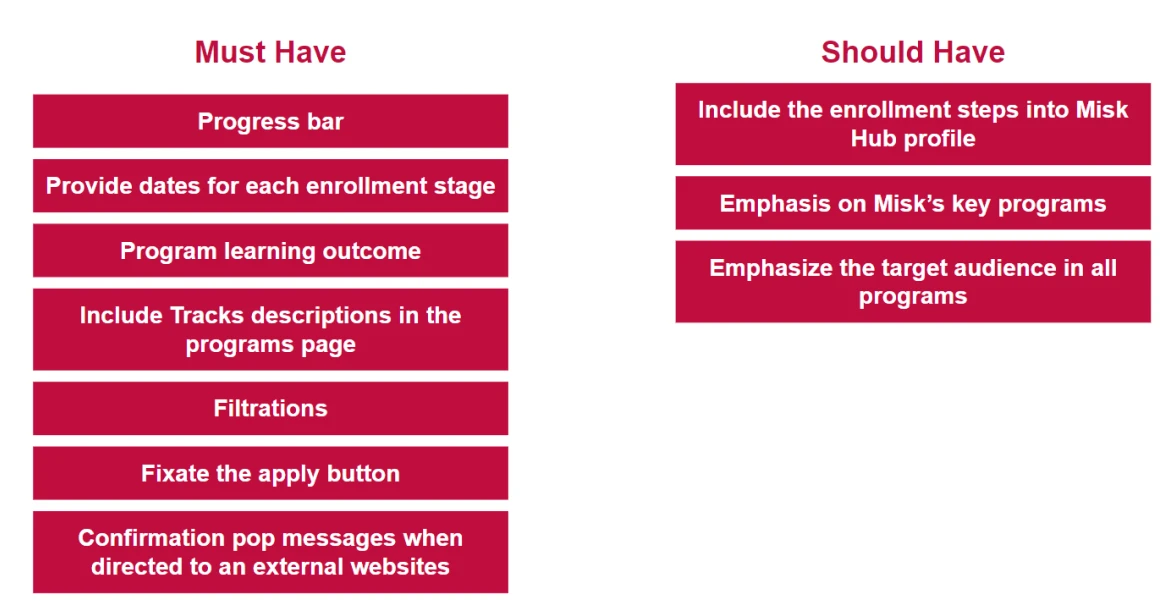 Must Have
Progress bar
Provide dates for each enrollment stage
Program learning outcome
Include Tracks descriptions in the
programs page
Filtrations
Fixate the apply button
Confirmation pop messages when
directed to an external websites
Should Have
Include the enrollment steps into Misk
Hub profile
Emphasis on Misk’s key programs
Emphasize the target audience in all
programs